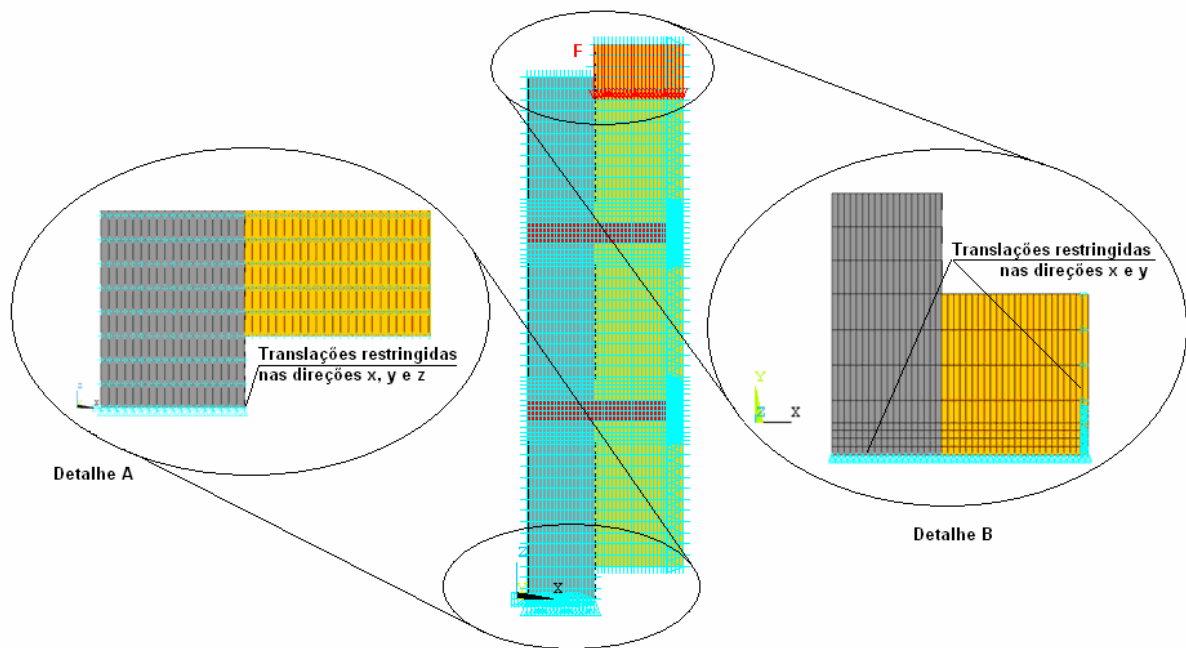 F
Translações restringidas
nas direções x, y e z
z
x
Detalhe A
Translações restringidas
nas direções x e y
Y
Z X
Detalhe B
Z
X